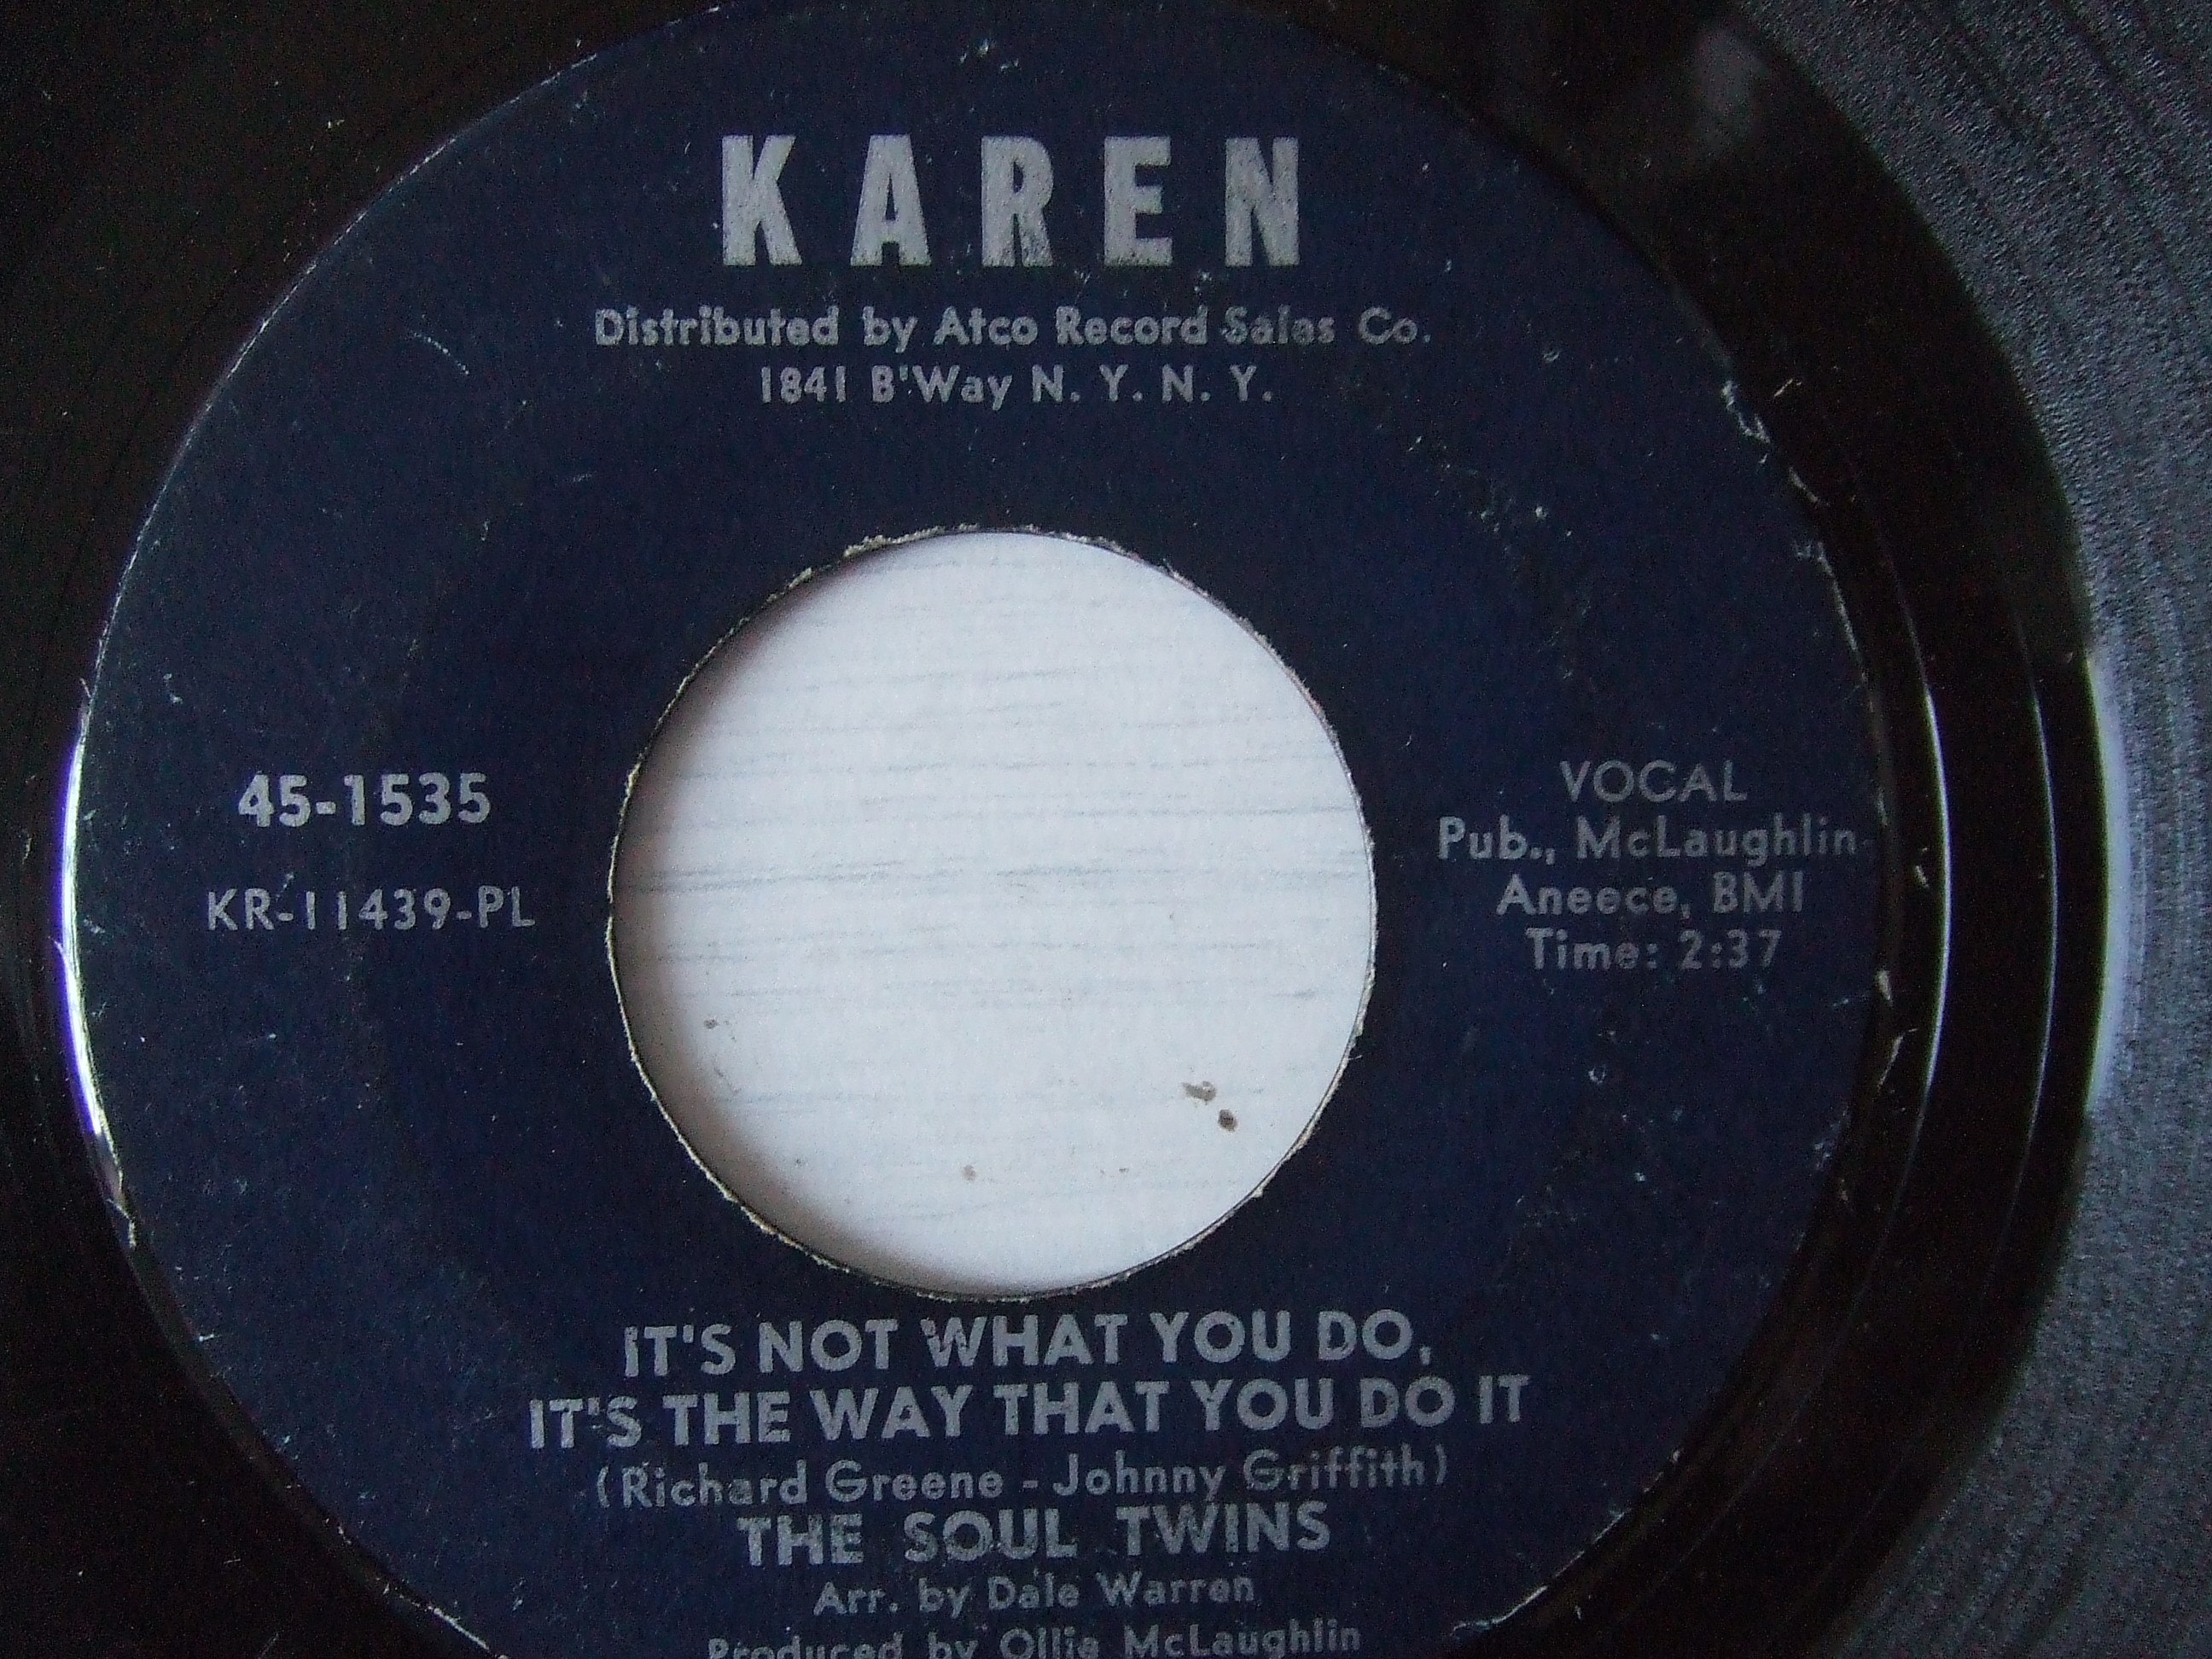 KAREN
Distributed by Atco Record Sales Co.
1841 B'Way N. Y. N. Y.
45-1535
KR-11439-PL
VOCAL
Pub., McLaughlin-
Aneece, BMI
Time: 2:37
IT'S NOT WHAT YOU DO,
IT'S THE WAY THAT YOU DO IT
(Richard Greene - Johnny Griffith)
THE SOUL TWINS
Arr. by Dale Warren
Produced by Ollie McLaughlin